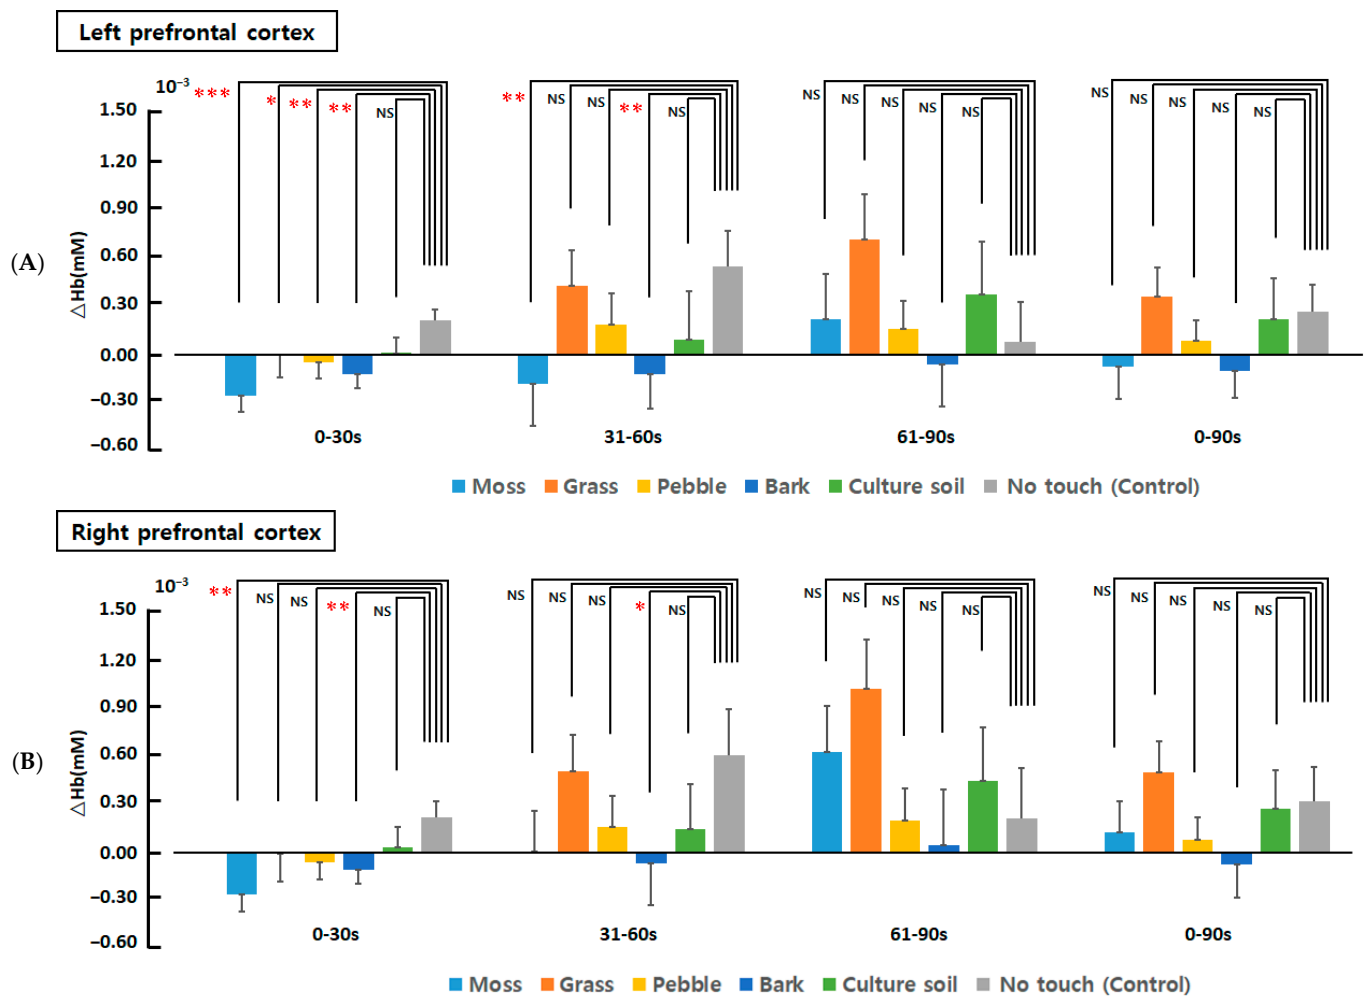 Left prefrontal cortex
10⁻³
*** * ** ** NS
** NS NS ** NS
NS NS NS NS NS
NS NS NS NS NS
1.50
1.20
0.90
0.60
0.30
0.00
−0.30
−0.60
△Hb(mM)
(A)
0-30s 31-60s 61-90s 0-90s
Moss Grass Pebble Bark Culture soil No touch (Control)
Right prefrontal cortex
10⁻³
** NS NS ** NS
NS NS NS * NS
NS NS NS NS NS
NS NS NS NS NS
1.50
1.20
0.90
0.60
0.30
0.00
−0.30
−0.60
△Hb(mM)
(B)
0-30s 31-60s 61-90s 0-90s
Moss Grass Pebble Bark Culture soil No touch (Control)